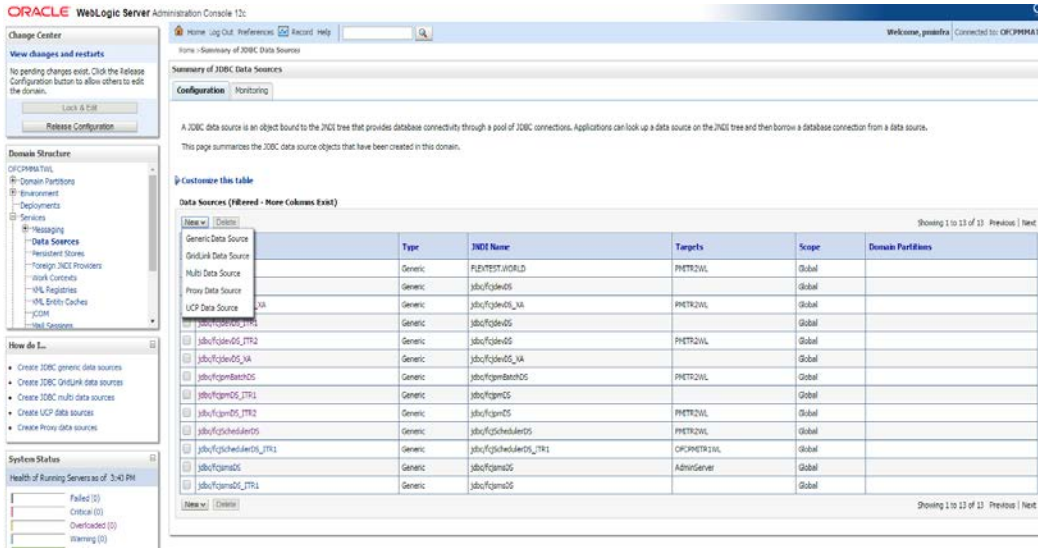 ORACLE WebLogic Server Administration Console 12c
Change Center
View changes and restarts
No pending changes exist. Click the Release
Configuration button to allow others to edit
the domain.
Lock & Edit
Release Configuration
Domain Structure
OFCPMMATWL
Domain Partitions
Environment
Deployments
Services
Messaging
Data Sources
Persistent Stores
Foreign JNDI Providers
Work Contexts
XML Registries
XML Entity Caches
jCOM
Mail Sessions
How do I...
Create JDBC generic data sources
Create JDBC GridLink data sources
Create JDBC multi data sources
Create UCP data sources
Create Proxy data sources
System Status
Health of Running Servers as of 3:43 PM
Failed (0)
Critical (0)
Overloaded (0)
Warning (0)
Home Log Out Preferences Record Help
Welcome, Connected to:
Home >Summary of JDBC Data Sources
Summary of JDBC Data Sources
Configuration Monitoring
A JDBC data source is an object bound to the JNDI tree that provides database connectivity through a pool of JDBC connections. Applications can look up a data source on the JNDI tree and then borrow a database connection from a data source.
This page summarizes the JDBC data source objects that have been created in this domain.
Customize this table
Data Sources (Filtered - More Columns Exist)
New Delete
Showing 1 to 13 of 13 Previous | Next
Generic Data Source
GridLink Data Source
Multi Data Source
Proxy Data Source
UCP Data Source
Type JNDI Name Targets Scope Domain Partitions
Generic FLEXTEST.WORLD PMITR2WL Global
Generic jdbc/fcjdevDS Global
_XA Generic jdbc/fcjdevDS_XA PMITR2WL Global
jdbc/fcjdevDS_ITR1 Generic jdbc/fcjdevDS Global
jdbc/fcjdevDS_ITR2 Generic jdbc/fcjdevDS PMITR2WL Global
jdbc/fcjdevDS_XA Generic jdbc/fcjdevDS_XA Global
jdbc/fcjpmBatchDS Generic jdbc/fcjpmBatchDS PMITR2WL Global
jdbc/fcjpmDS_ITR1 Generic jdbc/fcjpmDS Global
jdbc/fcjpmDS_ITR2 Generic jdbc/fcjpmDS PMITR2WL Global
jdbc/fcjSchedulerDS Generic jdbc/fcjSchedulerDS PMITR2WL Global
jdbc/fcjSchedulerDS_ITR1 Generic jdbc/fcjSchedulerDS_ITR1 OFCPMITR1WL Global
jdbc/fcjsmsDS Generic jdbc/fcjsmsDS AdminServer Global
jdbc/fcjsmsDS_ITR1 Generic jdbc/fcjsmsDS Global
New Delete
Showing 1 to 13 of 13 Previous | Next